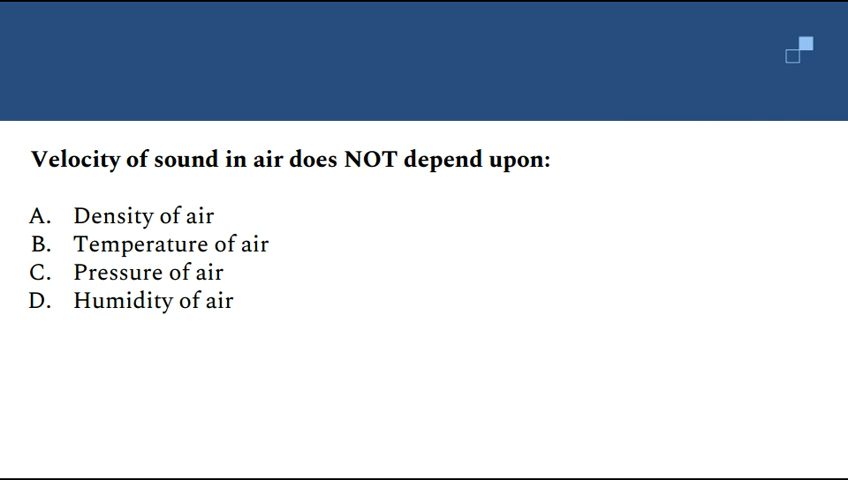 Velocity of sound in air does NOT depend upon:
A. Density of air
B. Temperature of air
C. Pressure of air
D. Humidity of air